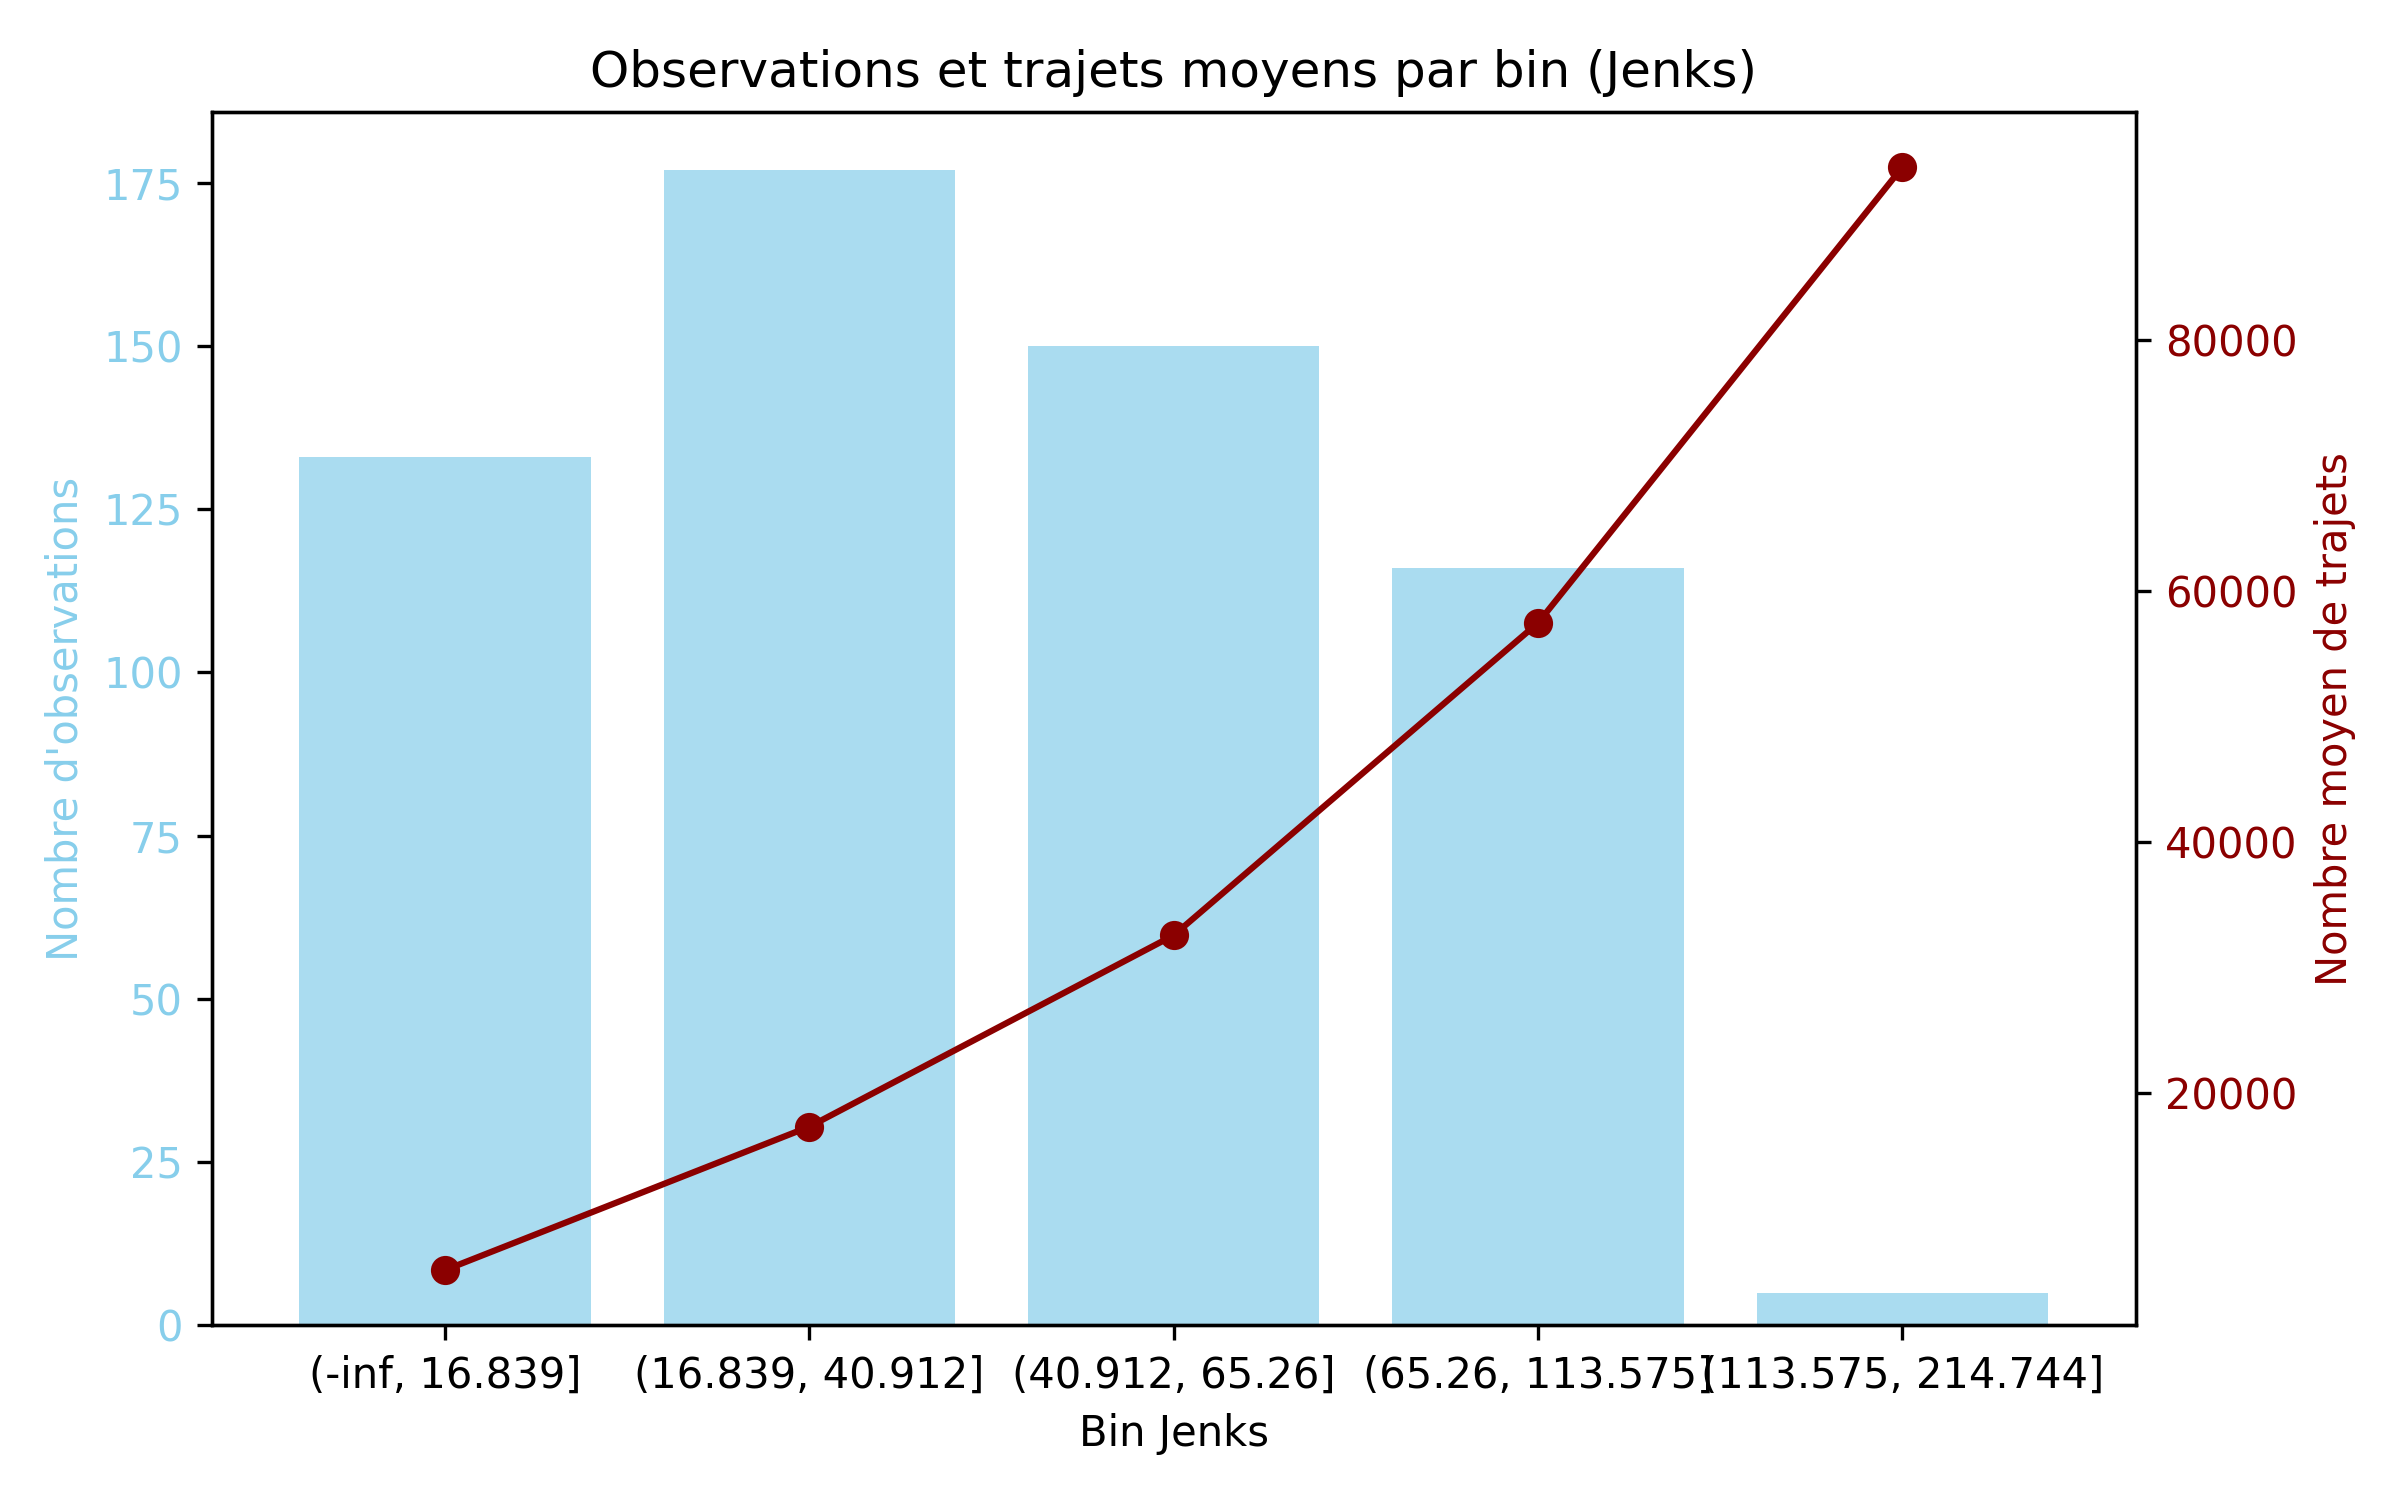 Observations et trajets moyens par bin (Jenks)
Nombre d'observations
175
150
125
100
75
50
25
0
80000
60000
40000
20000
Nombre moyen de trajets
(-inf, 16.839] (16.839, 40.912] (40.912, 65.26] (65.26, 113.575] (113.575, 214.744]
Bin Jenks